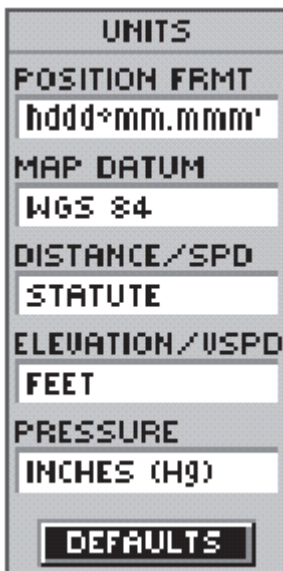 UNITS
POSITION FRMT
hddd°mm.mmm'
MAP DATUM
WGS 84
DISTANCE/SPD
STATUTE
ELEVATION/VSPD
FEET
PRESSURE
INCHES (Hg)
DEFAULTS